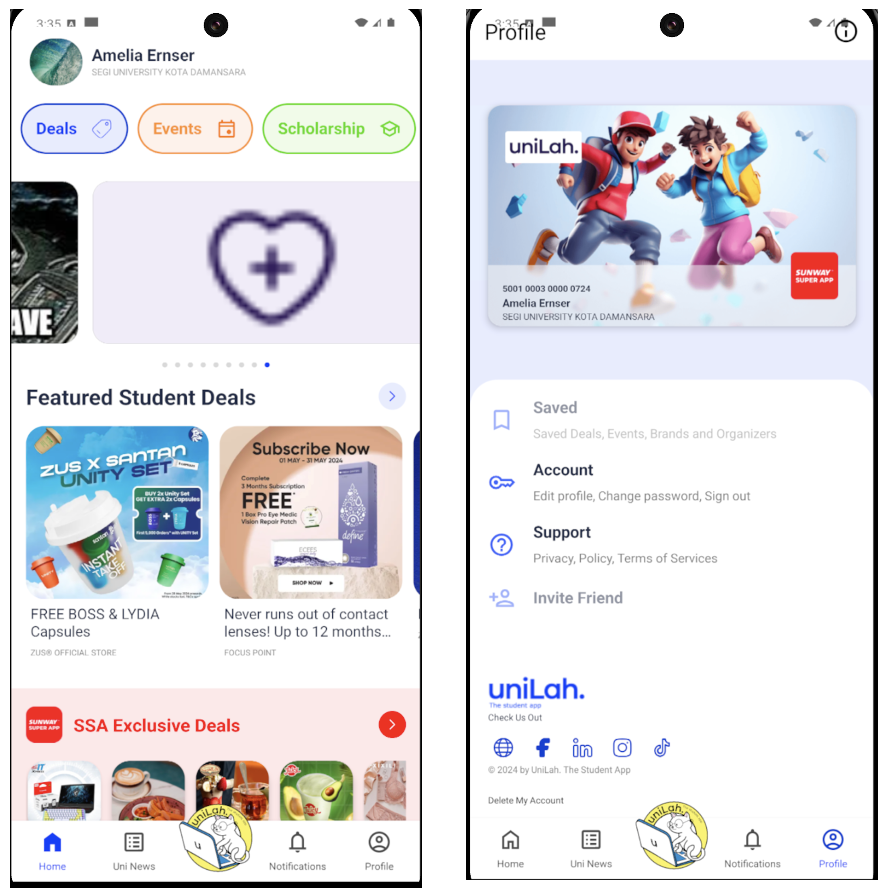 3:35
Amelia Ernser
SEGI UNIVERSITY KOTA DAMANSARA
Deals
Events
Scholarship
AVE
Featured Student Deals
ZUS X SANTAN
UNITY SET
BUY 2x Unity Set
GET EXTRA 2x Capsules
santan
INSTANT
TAKE
OFF
FREE BOSS & LYDIA
Capsules
ZUS® OFFICIAL STORE
Subscribe Now
01 MAY - 31 MAY 2024
Complete
3 Months Subscription
FREE*
1 Box Pro Eye Medic
Vision Repair Patch
define
SHOP NOW
Never runs out of contact
lenses! Up to 12 months...
FOCUS POINT
SUNWAY
SUPER APP
SSA Exclusive Deals
Home
Uni News
uniLah.
U
Notifications
Profile
3:35
Profile
uniLah.
5001 0003 0000 0724
Amelia Ernser
SEGI UNIVERSITY KOTA DAMANSARA
SUNWAY
SUPER APP
Saved
Saved Deals, Events, Brands and Organizers
Account
Edit profile, Change password, Sign out
Support
Privacy, Policy, Terms of Services
Invite Friend
uniLah.
The student app
Check Us Out
© 2024 by UniLah. The Student App
Delete My Account
Home
Uni News
uniLah.
U
Notifications
Profile